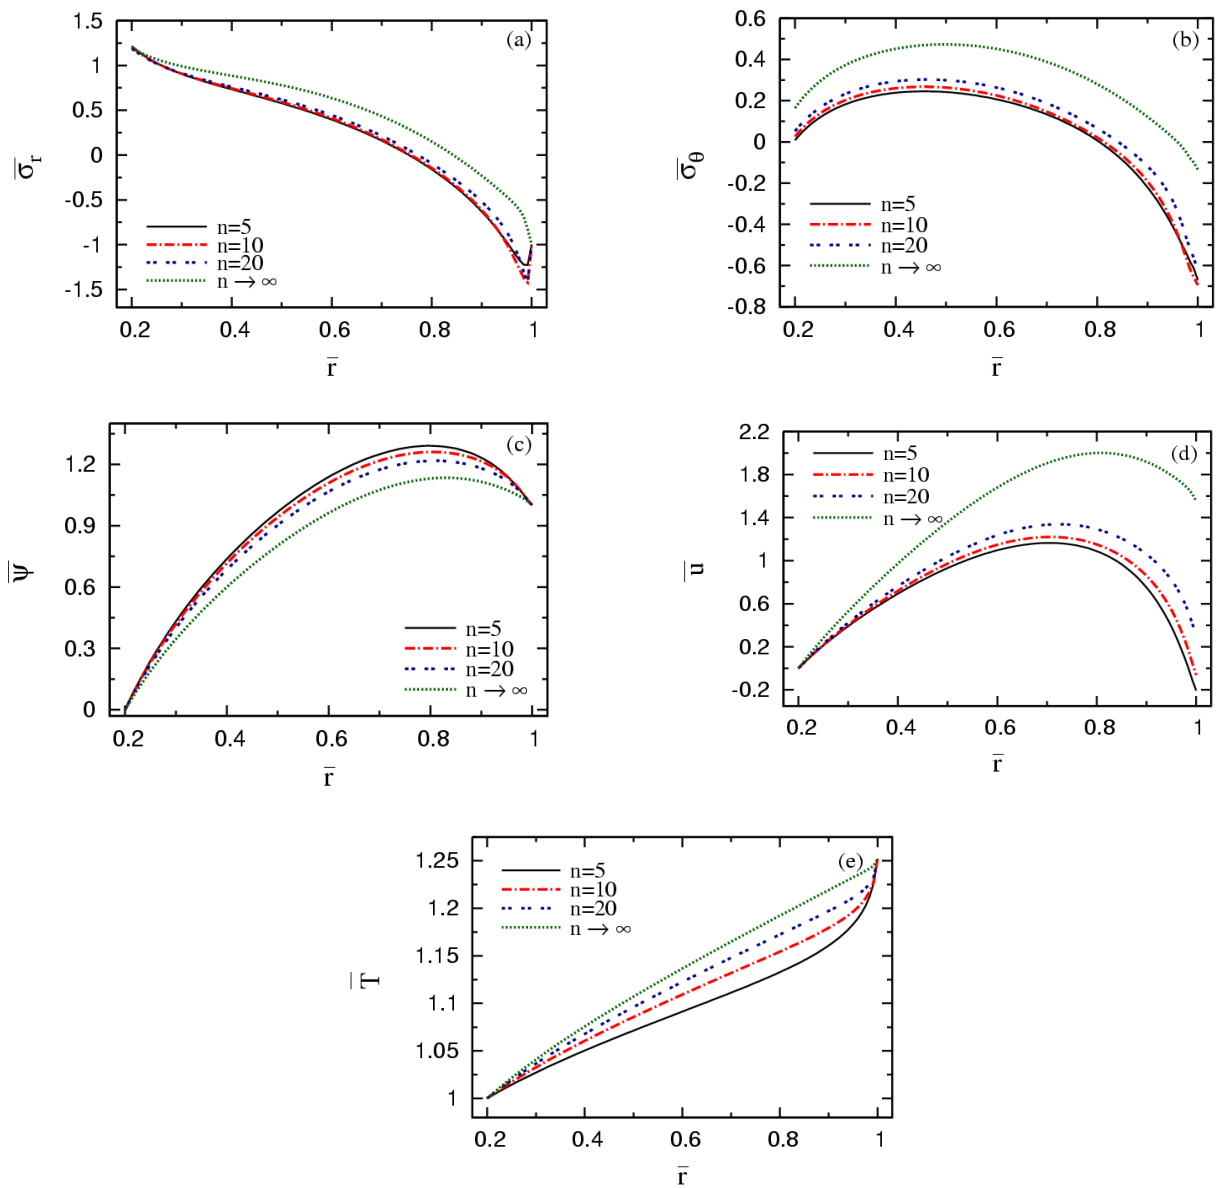 (a)
1.5
1
0.5
0
-0.5
-1
-1.5
σ̅r
n=5
n=10
n=20
n → ∞
0.2 0.4 0.6 0.8 1
r̅
(b)
0.6
0.4
0.2
0
-0.2
-0.4
-0.6
-0.8
σ̅θ
n=5
n=10
n=20
n → ∞
0.2 0.4 0.6 0.8 1
r̅
(c)
1.2
0.9
0.6
0.3
0
ψ̅
n=5
n=10
n=20
n → ∞
0.2 0.4 0.6 0.8 1
r̅
(d)
2.2
1.8
1.4
1
0.6
0.2
-0.2
u̅
n=5
n=10
n=20
n → ∞
0.2 0.4 0.6 0.8 1
r̅
(e)
1.25
1.2
1.15
1.1
1.05
1
T̅
n=5
n=10
n=20
n → ∞
0.2 0.4 0.6 0.8 1
r̅